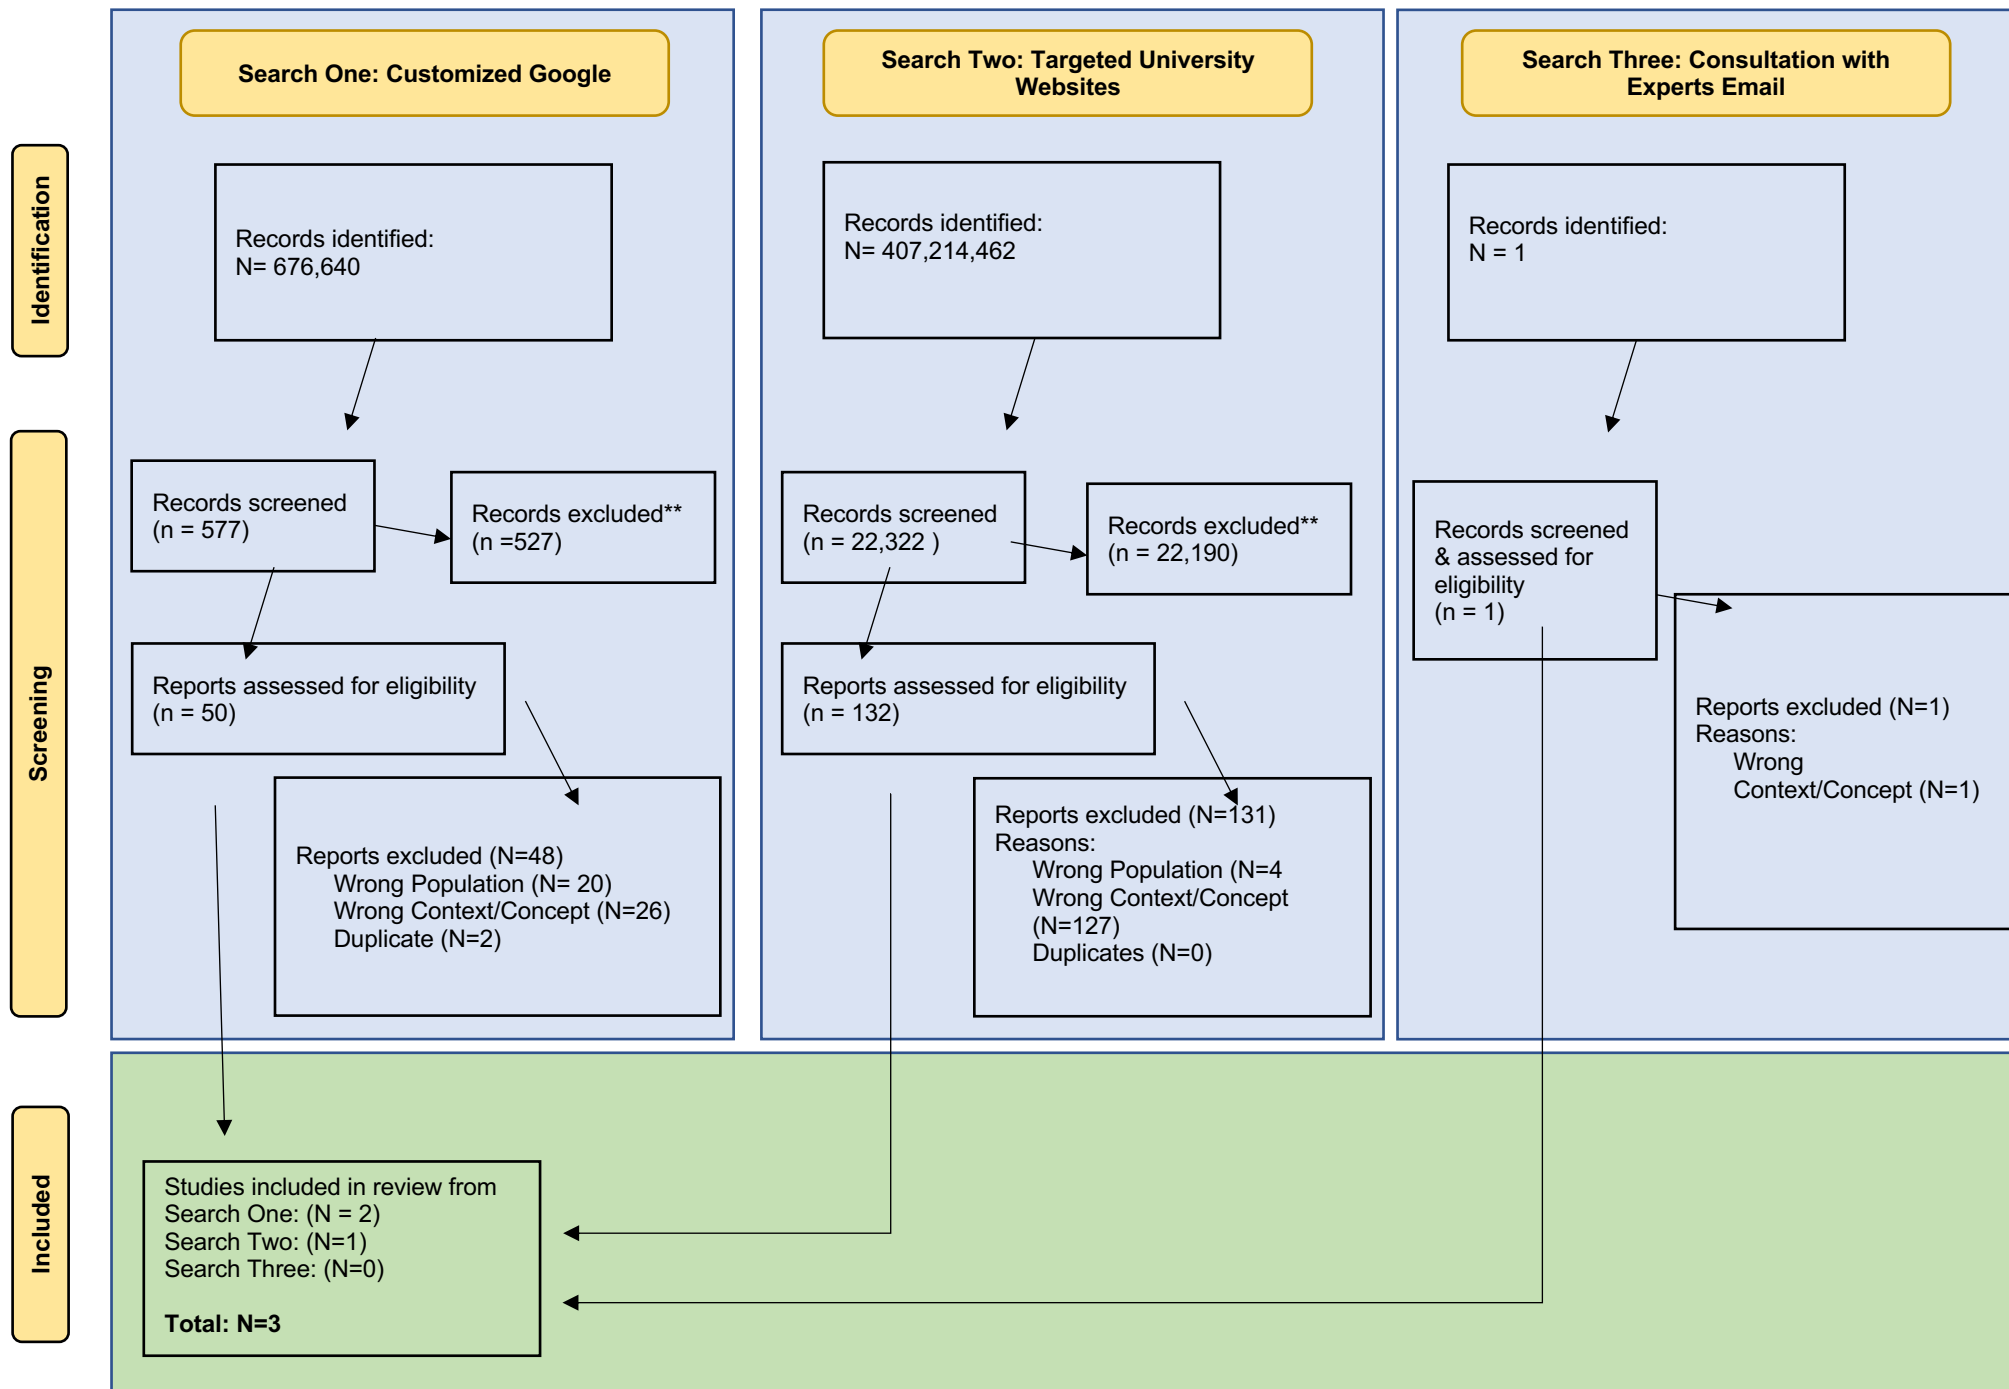 Search One: Customized Google
Search Two: Targeted University
Websites
Search Three: Consultation with
Experts Email
Identification
Records identified:
N= 676,640
Records identified:
N= 407,214,462
Records identified:
N = 1
Screening
Records screened
(n = 577)
Records excluded**
(n =527)
Records screened
(n = 22,322 )
Records excluded**
(n = 22,190)
Records screened
& assessed for
eligibility
(n = 1)
Reports assessed for eligibility
(n = 50)
Reports assessed for eligibility
(n = 132)
Reports excluded (N=1)
Reasons:
Wrong
Context/Concept (N=1)
Reports excluded (N=48)
Wrong Population (N= 20)
Wrong Context/Concept (N=26)
Duplicate (N=2)
Reports excluded (N=131)
Reasons:
Wrong Population (N=4
Wrong Context/Concept
(N=127)
Duplicates (N=0)
Included
Studies included in review from
Search One: (N = 2)
Search Two: (N=1)
Search Three: (N=0)
Total: N=3